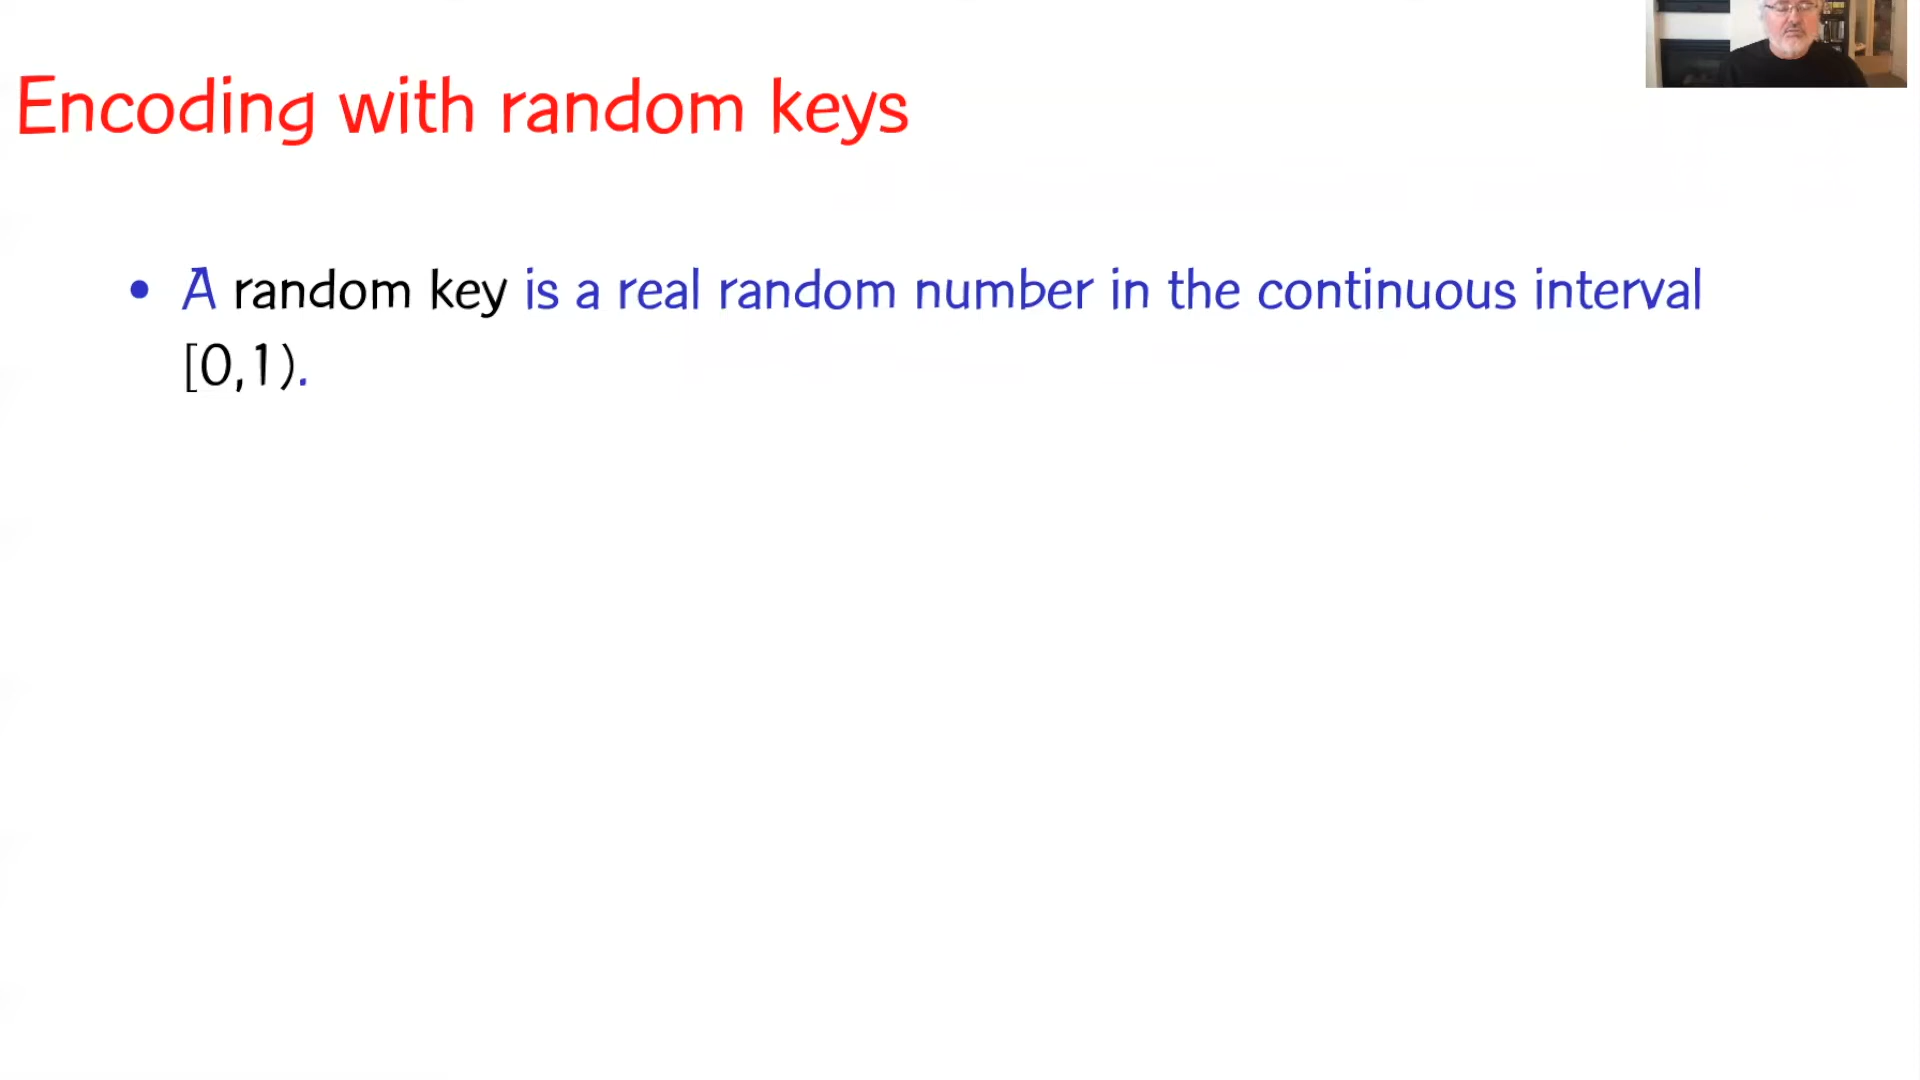 Encoding with random keys
• A random key is a real random number in the continuous interval
[0,1).